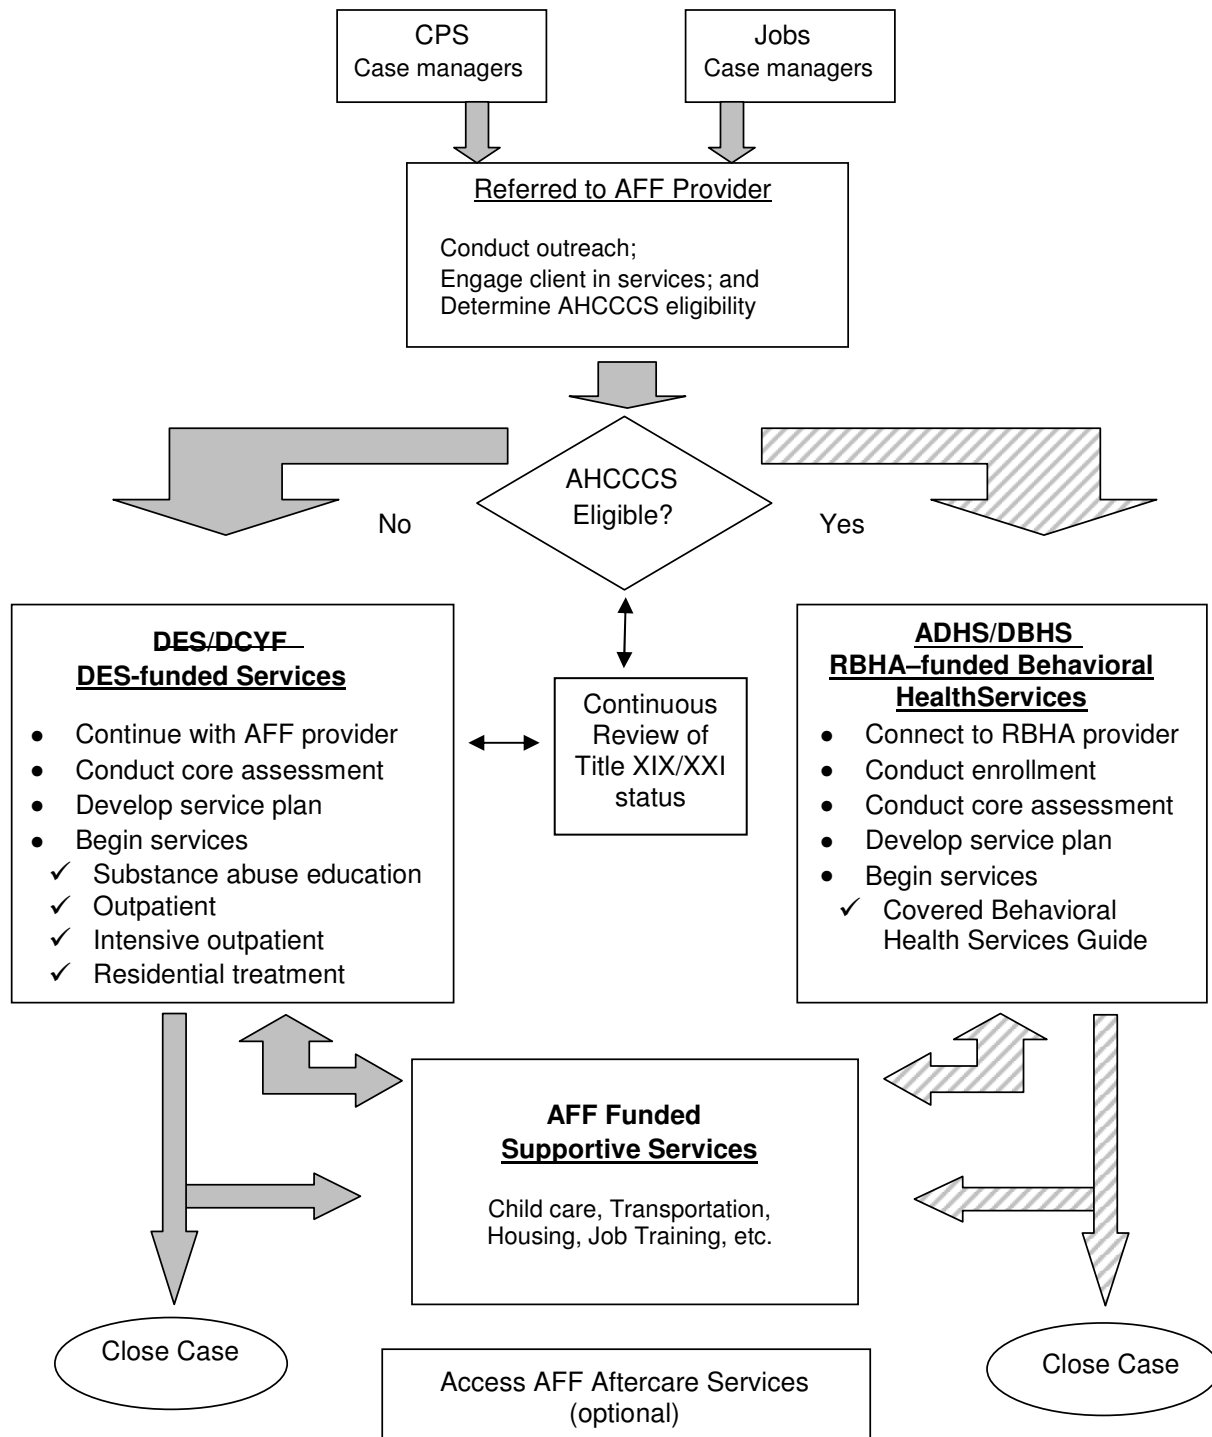 CPS
Case managers
Jobs
Case managers
Referred to AFF Provider
Conduct outreach;
Engage client in services; and
Determine AHCCCS eligibility
AHCCCS
Eligible?
No
Yes
DES/DCYF
DES-funded Services
● Continue with AFF provider
● Conduct core assessment
● Develop service plan
● Begin services
✓ Substance abuse education
✓ Outpatient
✓ Intensive outpatient
✓ Residential treatment
Continuous
Review of
Title XIX/XXI
status
ADHS/DBHS
RBHA–funded Behavioral
HealthServices
● Connect to RBHA provider
● Conduct enrollment
● Conduct core assessment
● Develop service plan
● Begin services
✓ Covered Behavioral
Health Services Guide
AFF Funded
Supportive Services
Child care, Transportation,
Housing, Job Training, etc.
Close Case
Access AFF Aftercare Services
(optional)
Close Case